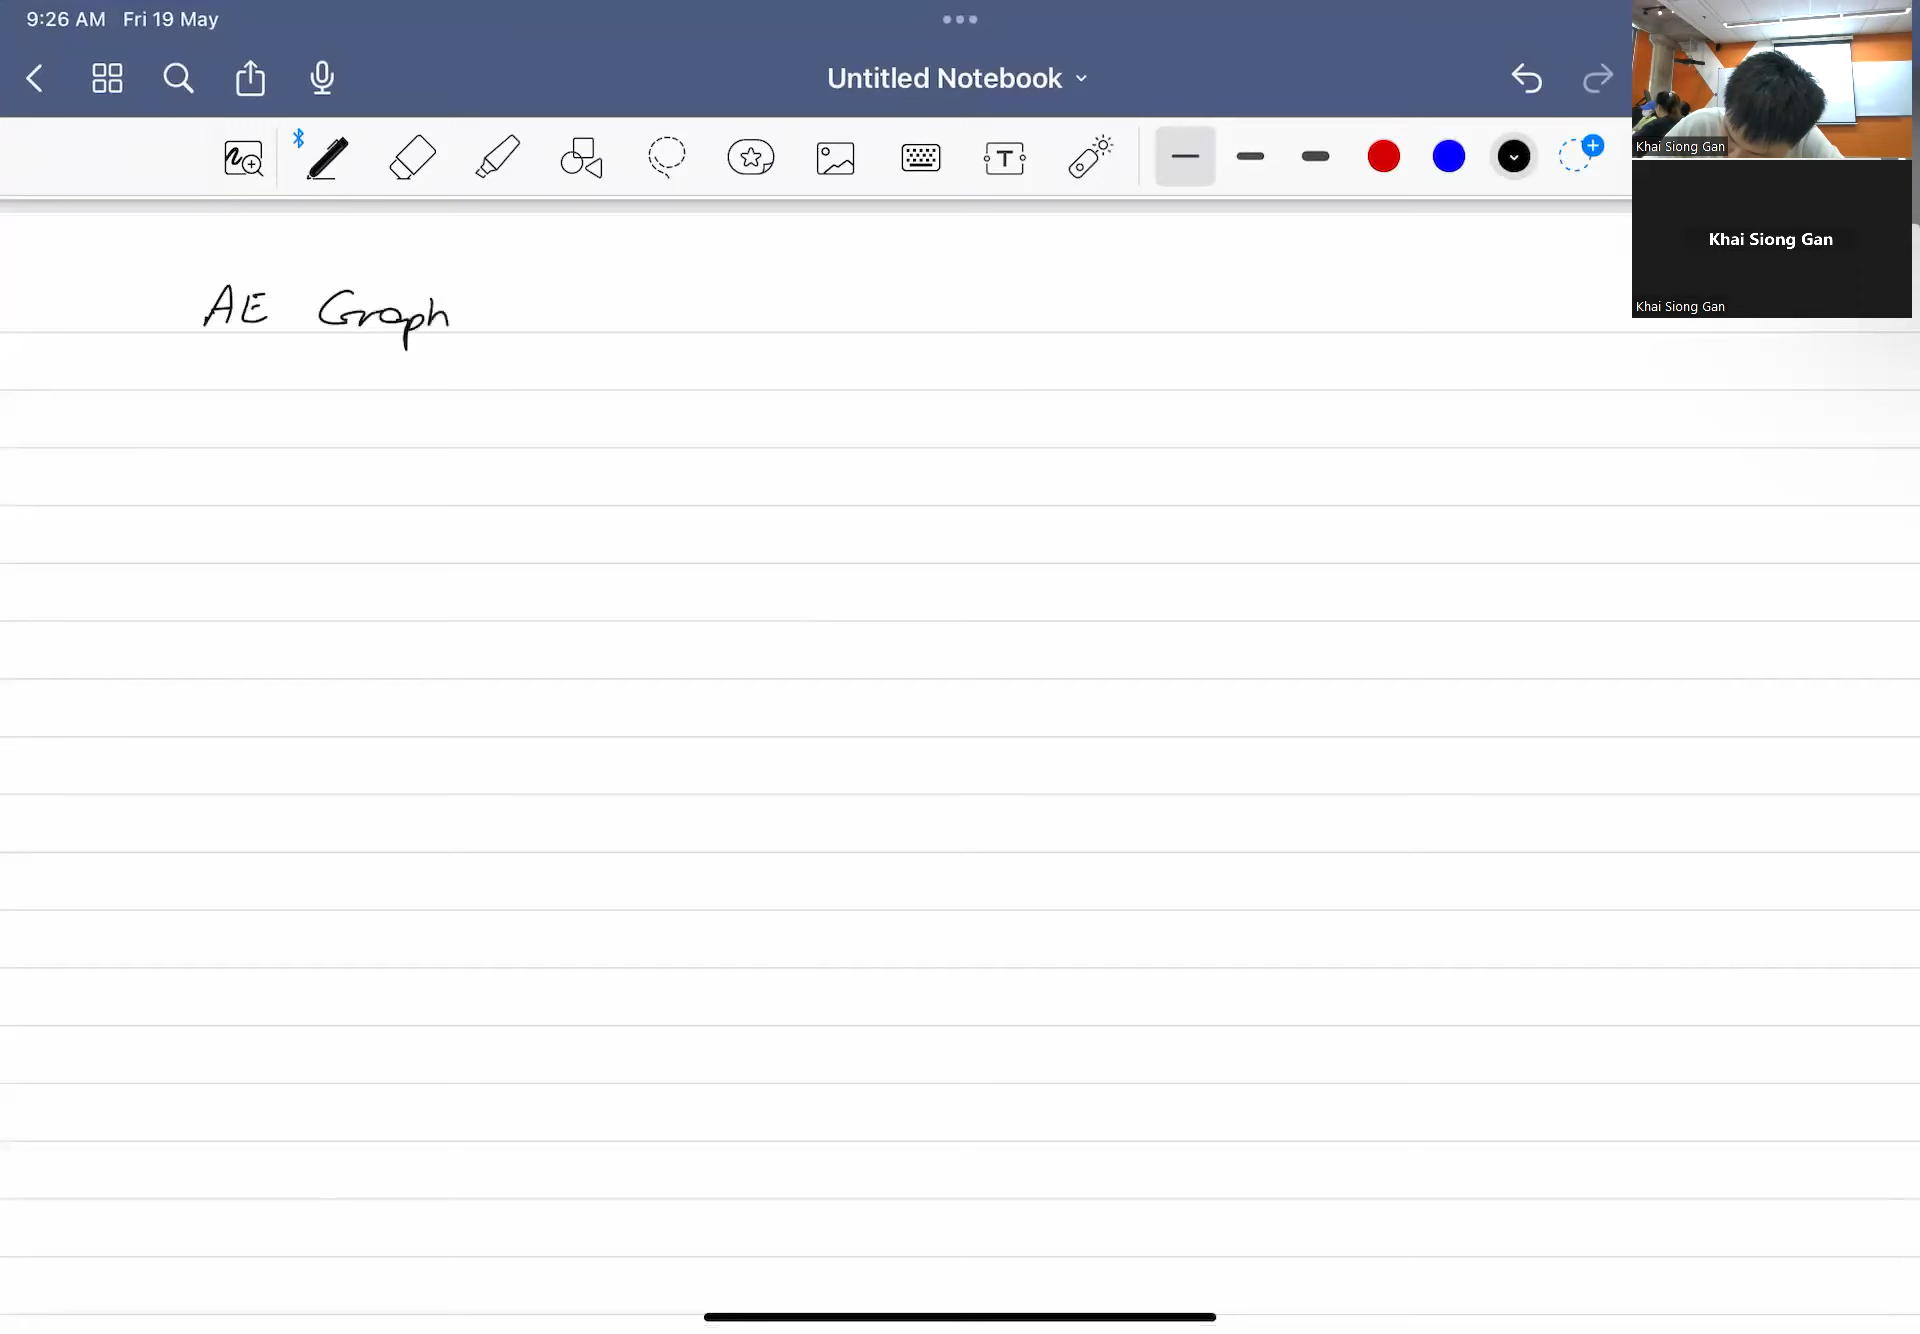 9:26 AM Fri 19 May
Untitled Notebook
T
Khai Siong Gan
Khai Siong Gan
Khai Siong Gan
AE Graph